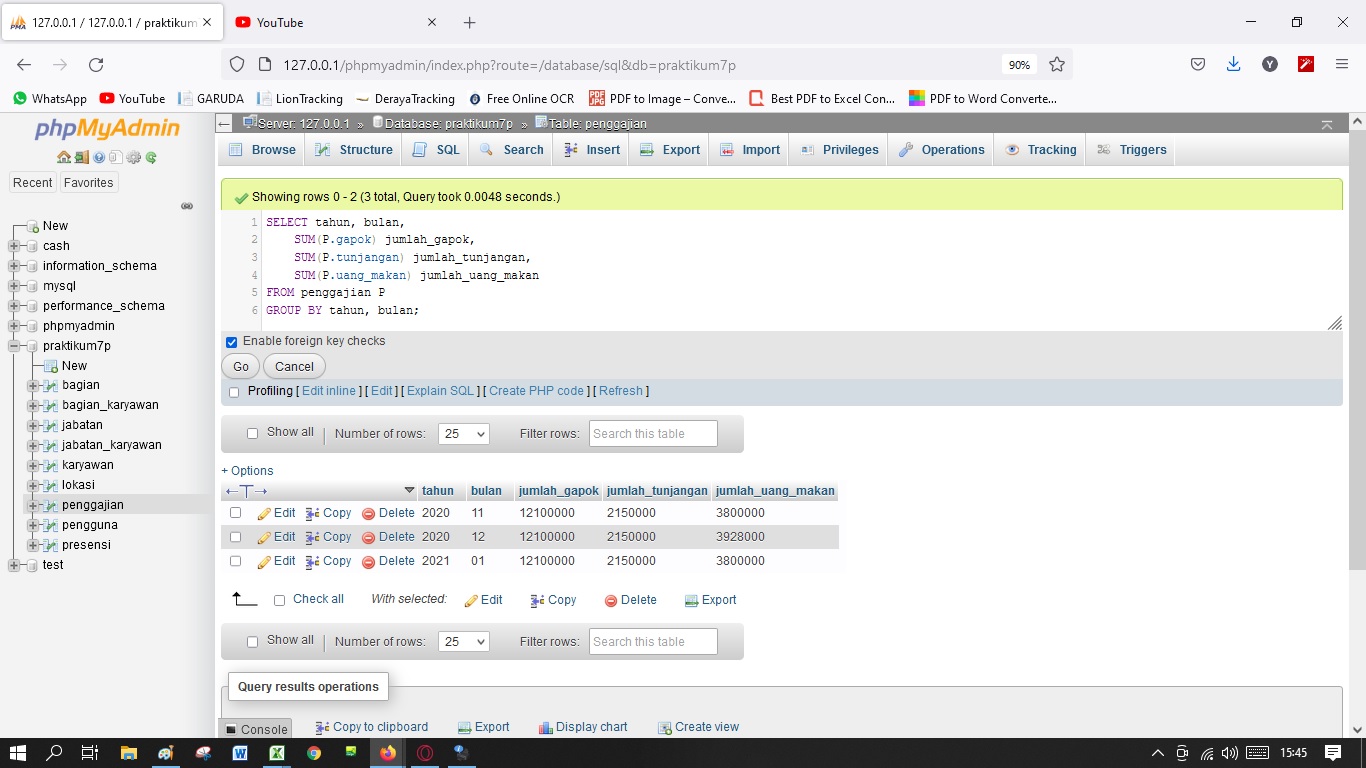 127.0.0.1 / 127.0.0.1 / praktikum
YouTube
127.0.0.1/phpmyadmin/index.php?route=/database/sql&db=praktikum7p
90%
Y
WhatsApp YouTube GARUDA LionTracking DerayaTracking Free Online OCR PDF to Image – Conve... Best PDF to Excel Con... PDF to Word Converte...
phpMyAdmin
Recent Favorites
New
cash
information_schema
mysql
performance_schema
phpmyadmin
praktikum7p
New
bagian
bagian_karyawan
jabatan
jabatan_karyawan
karyawan
lokasi
penggajian
pengguna
presensi
test
Server: 127.0.0.1 » Database: praktikum7p » Table: penggajian
Browse Structure SQL Search Insert Export Import Privileges Operations Tracking Triggers
Showing rows 0 - 2 (3 total, Query took 0.0048 seconds.)
1 SELECT tahun, bulan,
2 SUM(P.gapok) jumlah_gapok,
3 SUM(P.tunjangan) jumlah_tunjangan,
4 SUM(P.uang_makan) jumlah_uang_makan
5 FROM penggajian P
6 GROUP BY tahun, bulan;
Enable foreign key checks
Go Cancel
Profiling [ Edit inline ] [ Edit ] [ Explain SQL ] [ Create PHP code ] [ Refresh ]
Show all Number of rows: 25 Filter rows: Search this table
+ Options
←T→ tahun bulan jumlah_gapok jumlah_tunjangan jumlah_uang_makan
Edit Copy Delete 2020 11 12100000 2150000 3800000
Edit Copy Delete 2020 12 12100000 2150000 3928000
Edit Copy Delete 2021 01 12100000 2150000 3800000
Check all With selected: Edit Copy Delete Export
Show all Number of rows: 25 Filter rows: Search this table
Query results operations
Console Copy to clipboard Export Display chart Create view
15:45